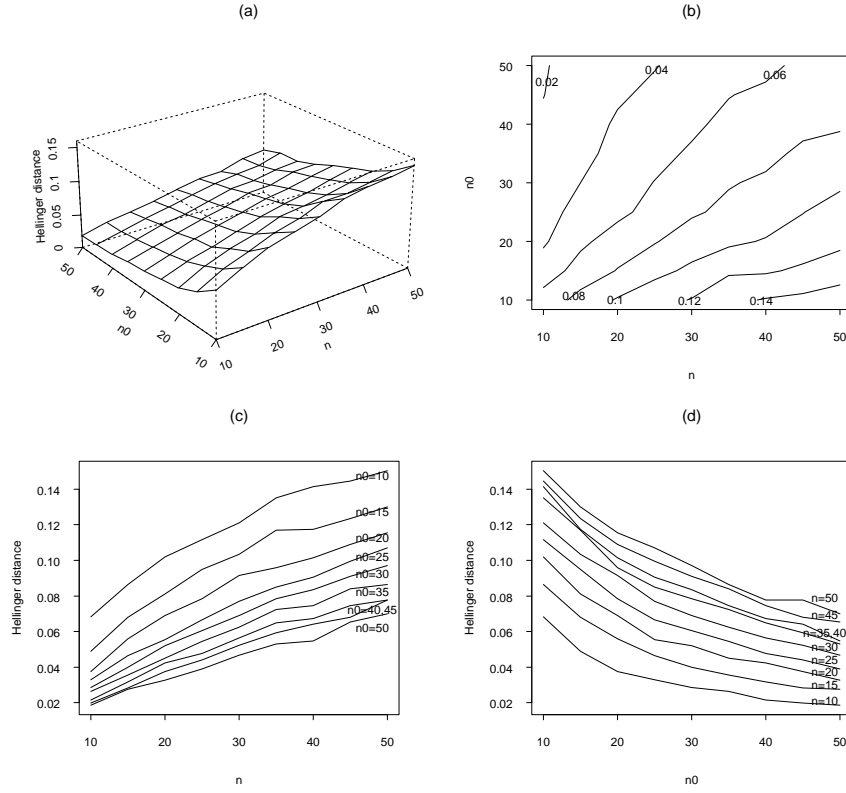 (a)
Hellinger distance
0 0.05 0.1 0.15
50 40 30 20 10
n0
10 20 30 40 50
n
(b)
n0
50
40
30
20
10
0.02 0.04 0.06
0.08 0.1 0.12 0.14
10 20 30 40 50
n
(c)
Hellinger distance
0.14
0.12
0.10
0.08
0.06
0.04
0.02
n0=10
n0=15
n0=20
n0=25
n0=30
n0=35
n0=40,45
n0=50
10 20 30 40 50
n
(d)
Hellinger distance
0.14
0.12
0.10
0.08
0.06
0.04
0.02
n=50
n=45
n=35,40
n=30
n=25
n=20
n=15
n=10
10 20 30 40 50
n0